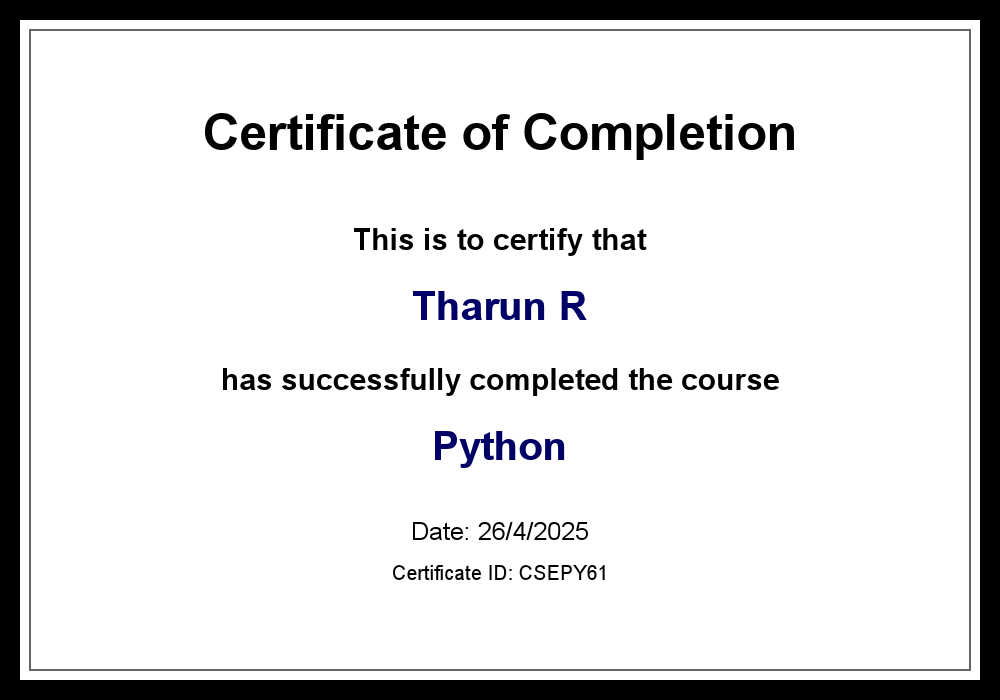 Certificate of Completion
This is to certify that
Tharun R
has successfully completed the course
Python
Date: 26/4/2025
Certificate ID: CSEPY61